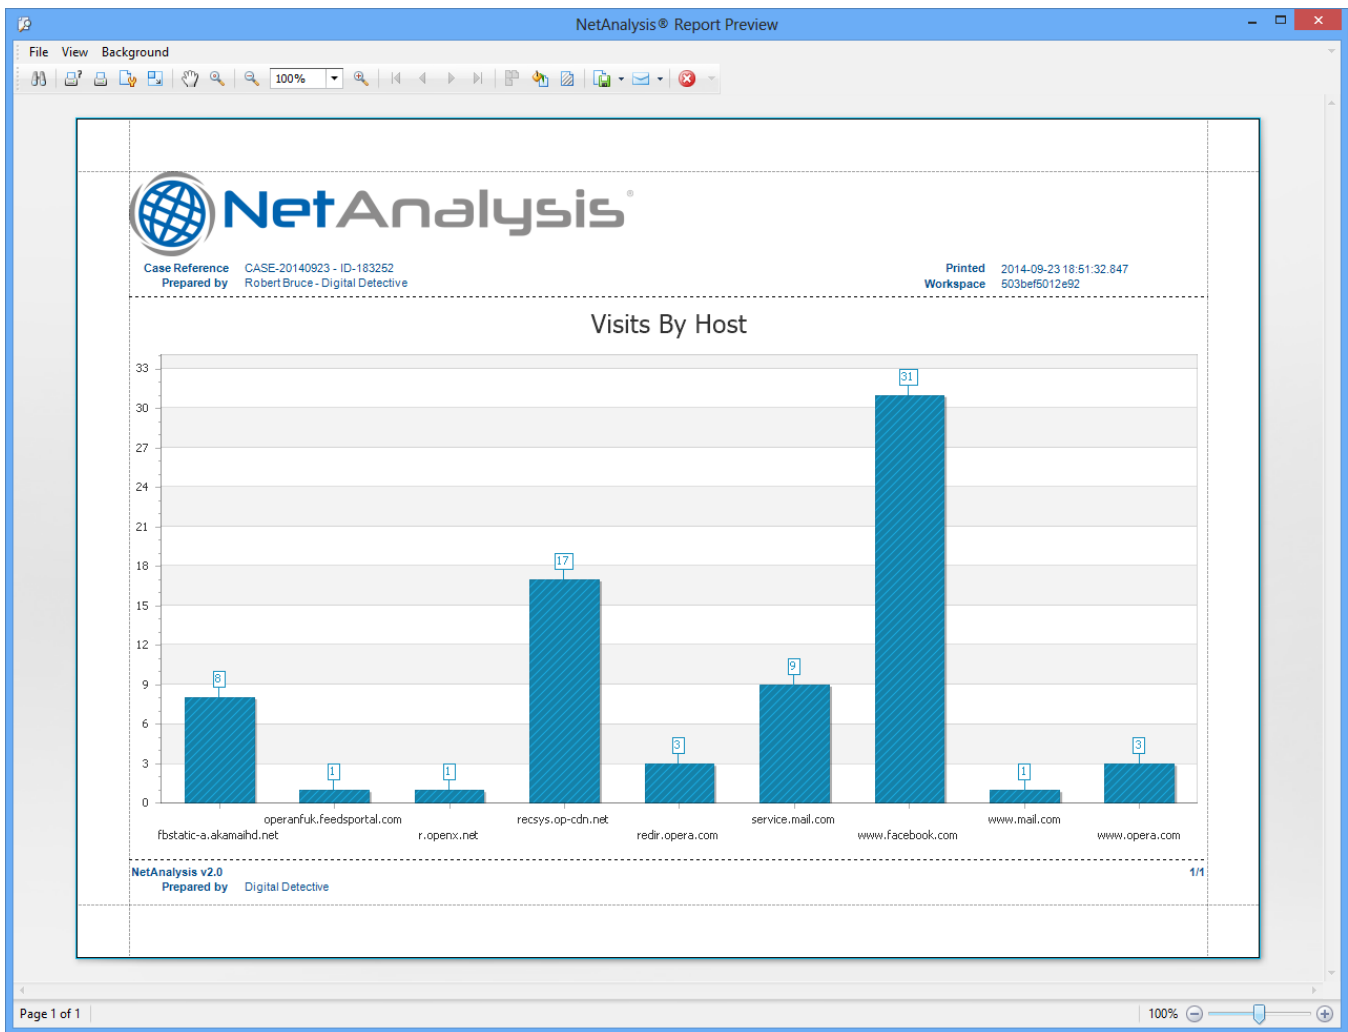 NetAnalysis® Report Preview
File View Background
100%
NetAnalysis®
Case Reference CASE-20140923 - ID-183252
Printed 2014-09-23 18:51:32.847
Prepared by Robert Bruce - Digital Detective
Workspace 503bef5012e92
Visits By Host
33
30
27
24
21
18
15
12
9
6
3
0
8
1
1
17
3
9
31
1
3
operanfuk.feedsportal.com recsys.op-cdn.net service.mail.com www.mail.com
fbstatic-a.akamaihd.net r.openx.net redir.opera.com www.facebook.com www.opera.com
NetAnalysis v2.0 1/1
Prepared by Digital Detective
Page 1 of 1 100%